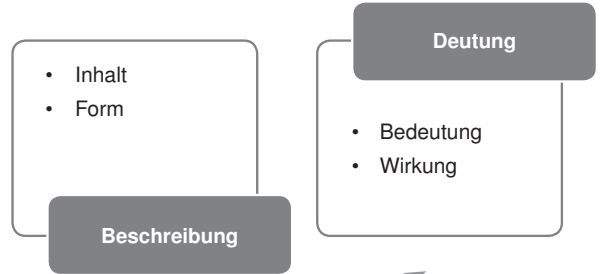 • Inhalt
• Form
Beschreibung
Deutung
• Bedeutung
• Wirkung